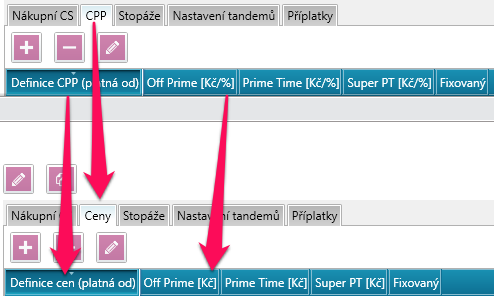 Nákupní CS CPP Stopáže Nastavení tandemů Příplatky
Definice CPP (platná od) Off Prime [Kč/%] Prime Time [Kč/%] Super PT [Kč/%] Fixovaný
Nákupní Ceny Stopáže Nastavení tandemů Příplatky
Definice cen (platná od) Off Prime [Kč] Prime Time [Kč] Super PT [Kč] Fixovaný